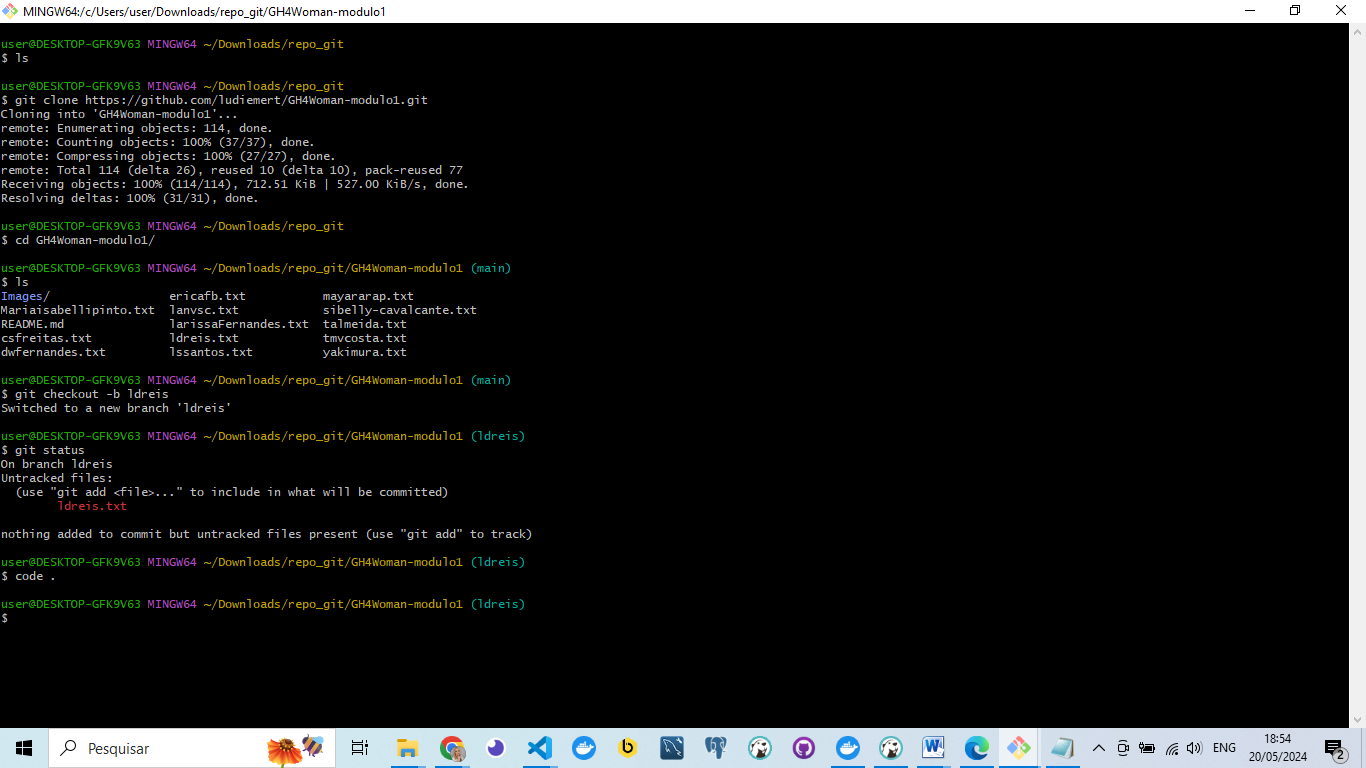 MINGW64:/c/Users/user/Downloads/repo_git/GH4Woman-modulo1
user@DESKTOP-GFK9V63 MINGW64 ~/Downloads/repo_git
$ ls
user@DESKTOP-GFK9V63 MINGW64 ~/Downloads/repo_git
$ git clone https://github.com/ludiemert/GH4Woman-modulo1.git
Cloning into 'GH4Woman-modulo1'...
remote: Enumerating objects: 114, done.
remote: Counting objects: 100% (37/37), done.
remote: Compressing objects: 100% (27/27), done.
remote: Total 114 (delta 26), reused 10 (delta 10), pack-reused 77
Receiving objects: 100% (114/114), 712.51 KiB | 527.00 KiB/s, done.
Resolving deltas: 100% (31/31), done.
user@DESKTOP-GFK9V63 MINGW64 ~/Downloads/repo_git
$ cd GH4Woman-modulo1/
user@DESKTOP-GFK9V63 MINGW64 ~/Downloads/repo_git/GH4Woman-modulo1 (main)
$ ls
Images/ ericafb.txt mayararap.txt
Mariaisabellipinto.txt lanvsc.txt sibelly-cavalcante.txt
README.md larissaFernandes.txt talmeida.txt
csfreitas.txt ldreis.txt tmvcosta.txt
dwfernandes.txt lssantos.txt yakimura.txt
user@DESKTOP-GFK9V63 MINGW64 ~/Downloads/repo_git/GH4Woman-modulo1 (main)
$ git checkout -b ldreis
Switched to a new branch 'ldreis'
user@DESKTOP-GFK9V63 MINGW64 ~/Downloads/repo_git/GH4Woman-modulo1 (ldreis)
$ git status
On branch ldreis
Untracked files:
(use "git add <file>..." to include in what will be committed)
ldreis.txt
nothing added to commit but untracked files present (use "git add" to track)
user@DESKTOP-GFK9V63 MINGW64 ~/Downloads/repo_git/GH4Woman-modulo1 (ldreis)
$ code .
user@DESKTOP-GFK9V63 MINGW64 ~/Downloads/repo_git/GH4Woman-modulo1 (ldreis)
$
Pesquisar
ENG
18:54
20/05/2024
2